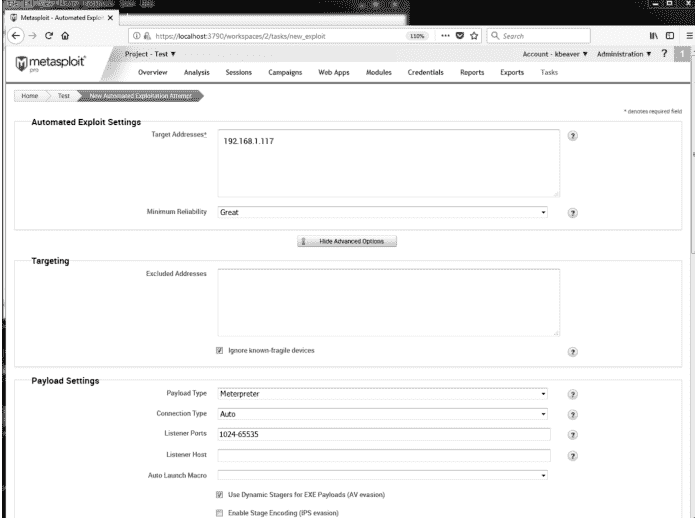 Metasploit - Automated Explo
https://localhost:3790/workspaces/2/tasks/new_exploit
110%
Search
metasploit
pro
Project - Test
Account - kbeaver
Administration
?
1
Overview
Analysis
Sessions
Campaigns
Web Apps
Modules
Credentials
Reports
Exports
Tasks
Home
Test
New Automated Exploitation Attempt
* denotes required field
Automated Exploit Settings
Target Addresses*
192.168.1.117
?
Minimum Reliability
Great
?
Hide Advanced Options
Targeting
Excluded Addresses
Ignore known-fragile devices
?
Payload Settings
Payload Type
Meterpreter
?
Connection Type
Auto
?
Listener Ports
1024-65535
?
Listener Host
?
Auto Launch Macro
Use Dynamic Stagers for EXE Payloads (AV evasion)
Enable Stage Encoding (IPS evasion)